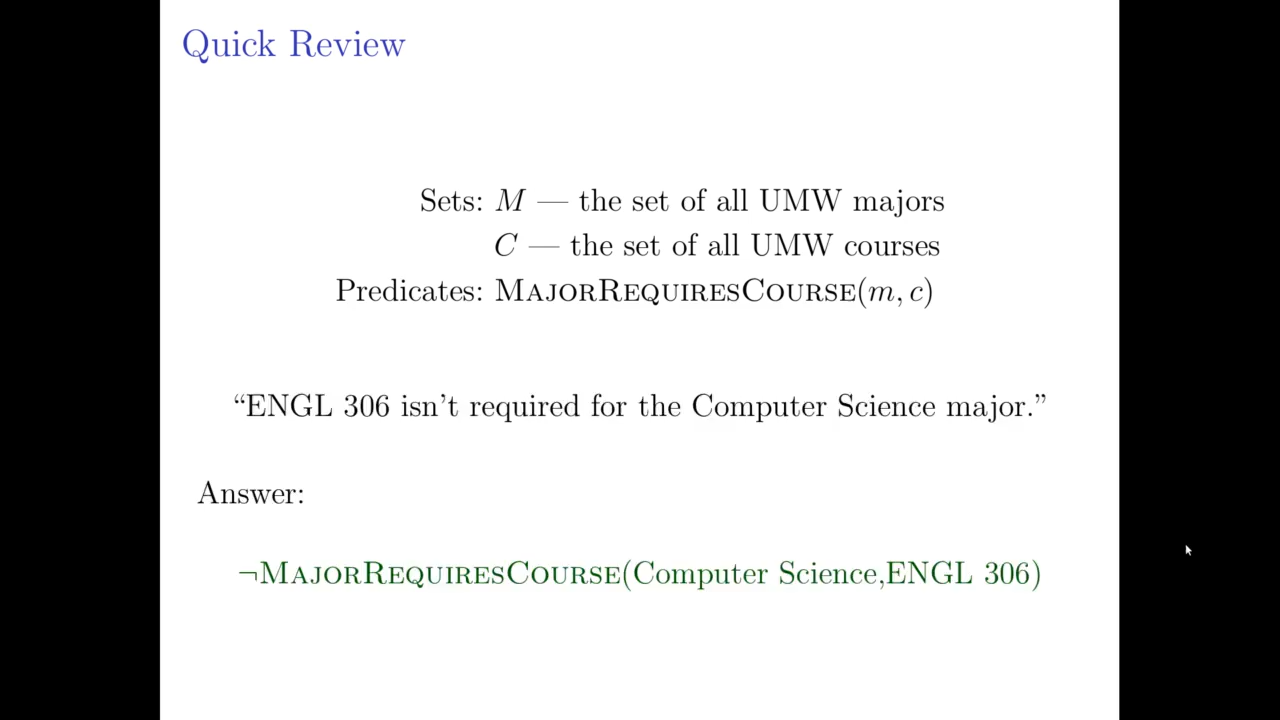 Quick Review
Sets: M — the set of all UMW majors
C — the set of all UMW courses
Predicates: MAJORREQUIRESCOURSE(m, c)
“ENGL 306 isn’t required for the Computer Science major.”
Answer:
¬MAJORREQUIRESCOURSE(Computer Science,ENGL 306)